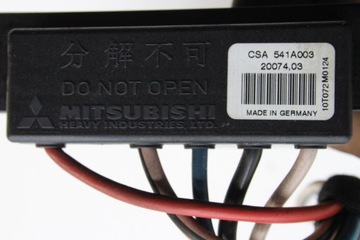 分解不可
DO NOT OPEN
MITSUBISHI
HEAVY INDUSTRIES, LTD.
CSA 541A003
20074,03
MADE IN GERMANY
10T072M0124